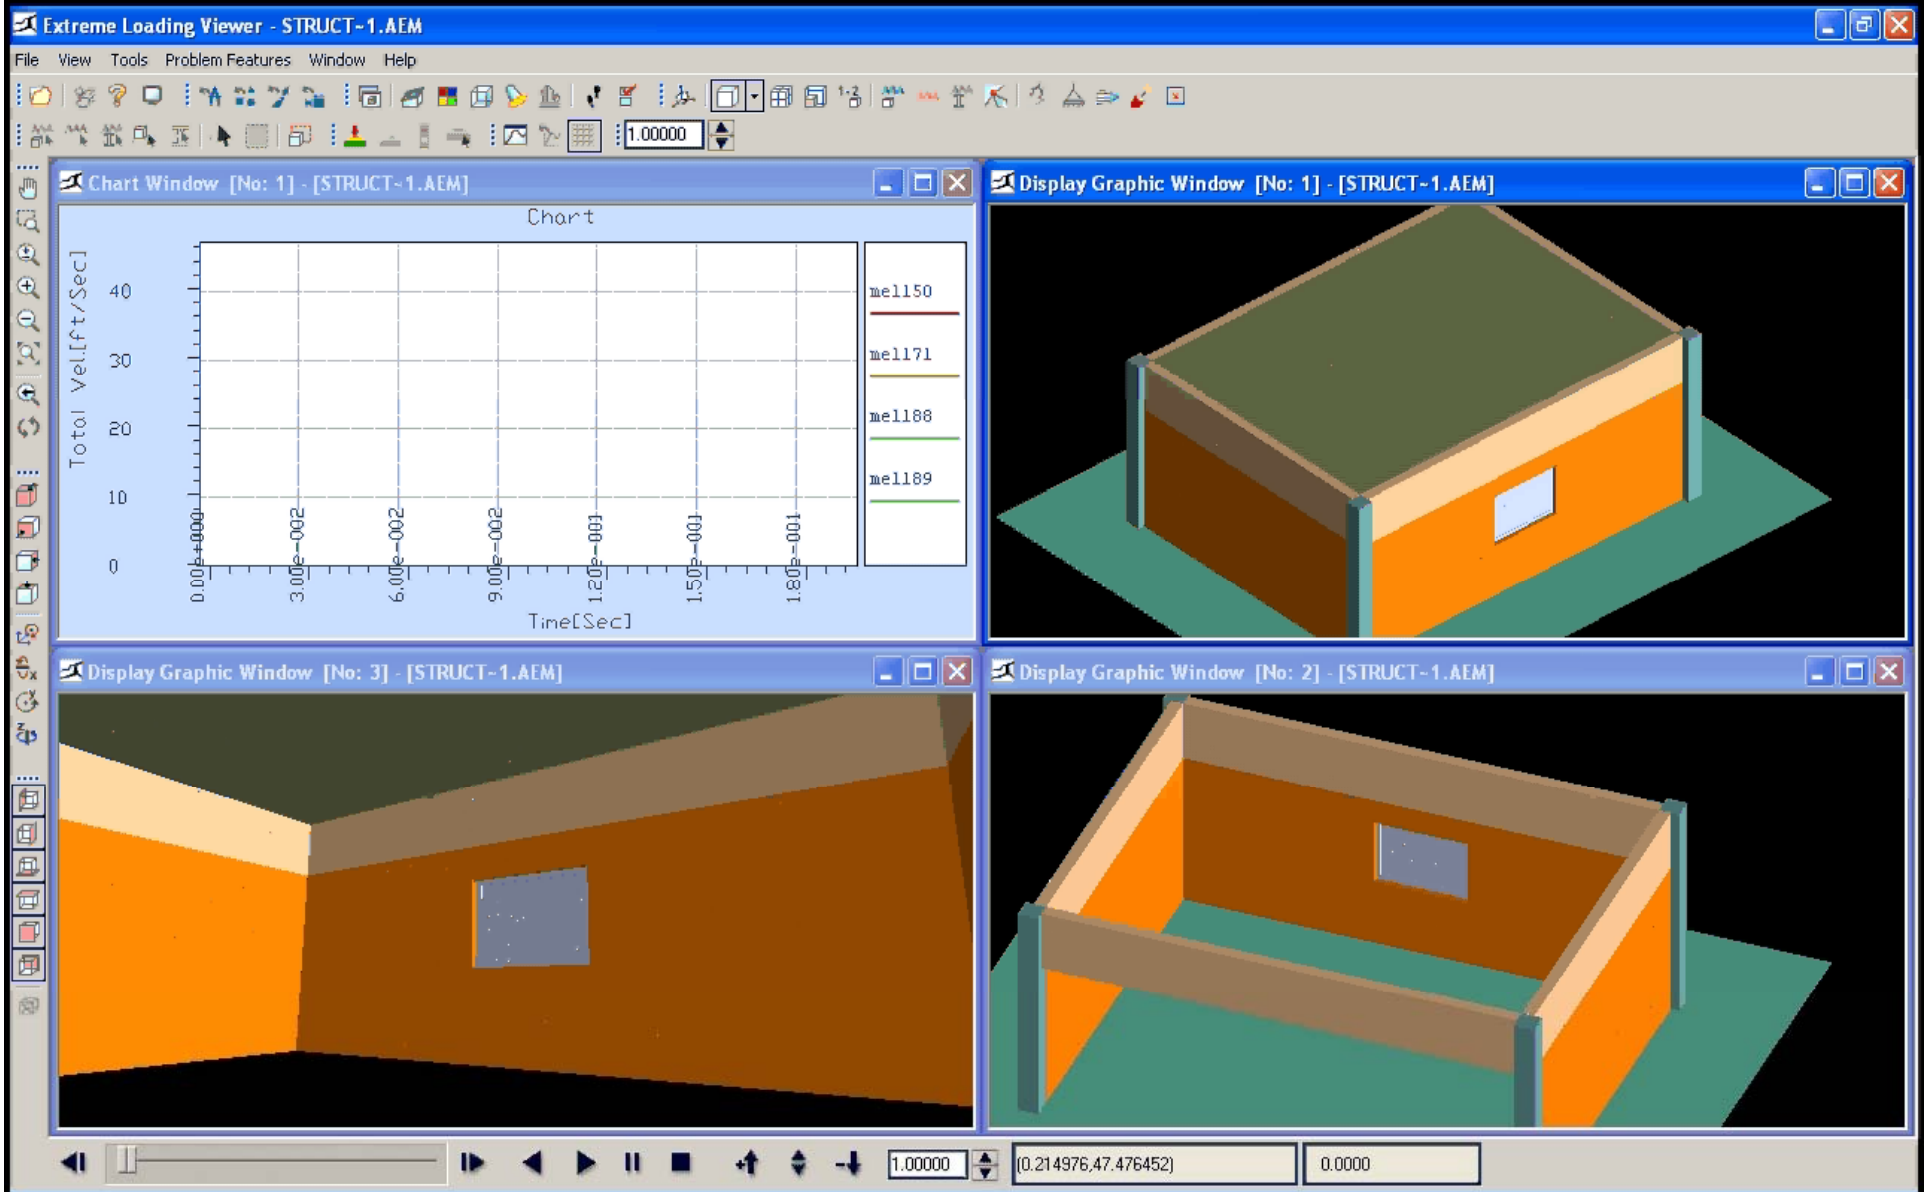 Extreme Loading Viewer - STRUCT~1.AEM
File View Tools Problem Features Window Help
1-2
1.00000
Chart Window [No: 1] - [STRUCT~1.AEM]
Chart
Total Vel.[ft/Sec]
40
30
20
10
0
0.00e+000
3.00e-002
6.00e-002
9.00e-002
1.20e-001
1.50e-001
1.80e-001
Time[Sec]
mel150
mel171
mel188
mel189
Display Graphic Window [No: 1] - [STRUCT~1.AEM]
Display Graphic Window [No: 3] - [STRUCT~1.AEM]
Display Graphic Window [No: 2] - [STRUCT~1.AEM]
1.00000
(0.214976,47.476452)
0.0000